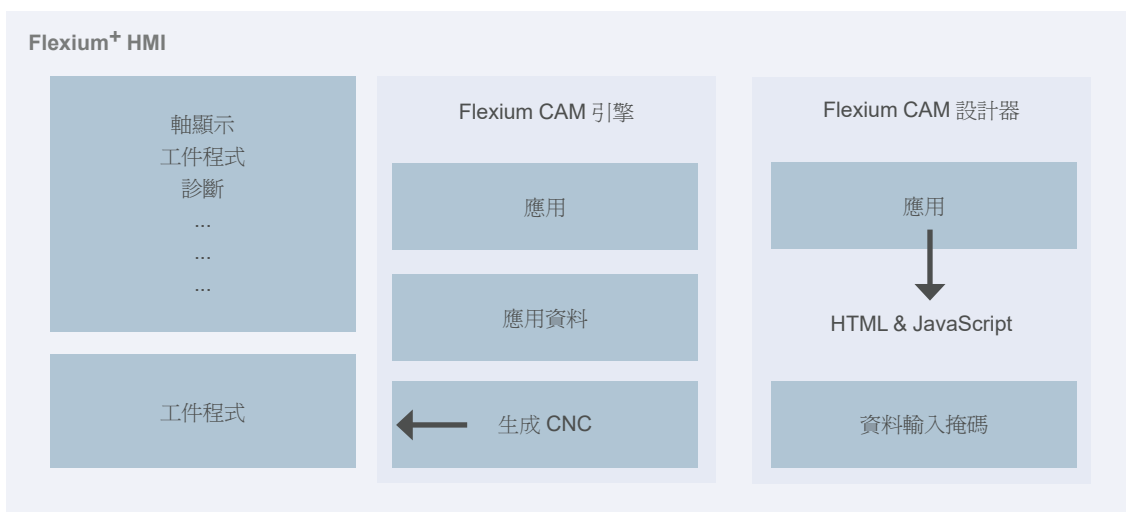 Flexium+ HMI
軸顯示
工件程式
診斷
...
...
...
工件程式
Flexium CAM 引擎
應用
應用資料
生成 CNC
Flexium CAM 設計器
應用
HTML & JavaScript
資料輸入掩碼